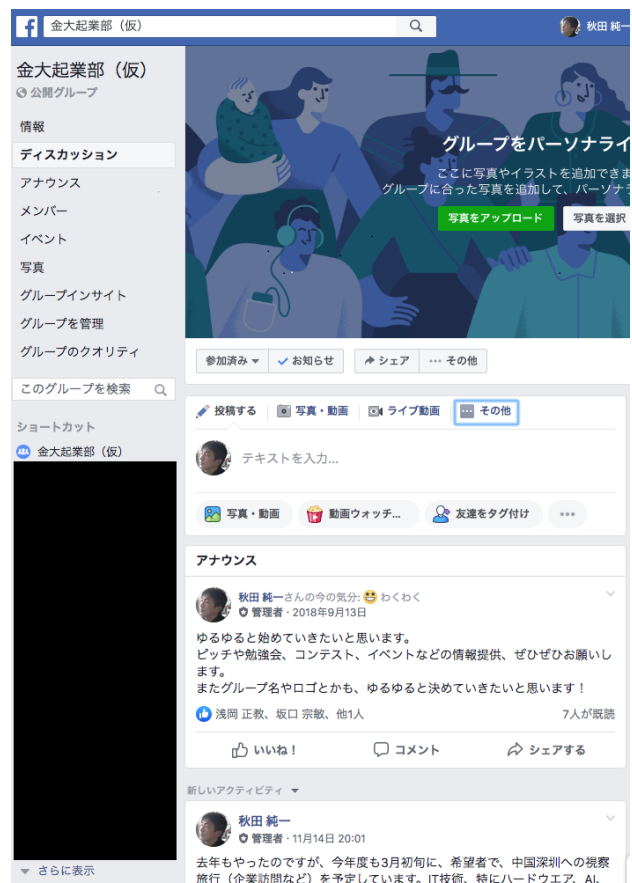 金大起業部（仮）
秋田 純一
金大起業部（仮）
公開グループ
情報
ディスカッション
アナウンス
メンバー
イベント
写真
グループインサイト
グループを管理
グループのクオリティ
このグループを検索
ショートカット
金大起業部（仮）
さらに表示
グループをパーソナライ
ここに写真やイラストを追加できま
グループに合った写真を追加して、パーソナラ
写真をアップロード
写真を選択
参加済み
お知らせ
シェア
その他
投稿する
写真・動画
ライブ動画
その他
テキストを入力...
写真・動画
動画ウォッチ...
友達をタグ付け
アナウンス
秋田 純一さんの今の気分: わくわく
管理者・2018年9月13日
ゆるゆると始めていきたいと思います。
ピッチや勉強会、コンテスト、イベントなどの情報提供、ぜひぜひお願いし
ます。
またグループ名やロゴとかも、ゆるゆると決めていきたいと思います！
浅岡 正教、坂口 宗敏、他1人
7人が既読
いいね！
コメント
シェアする
新しいアクティビティ
秋田 純一
管理者・11月14日 20:01
去年もやったのですが、今年度も3月初旬に、希望者で、中国深圳への視察
旅行（企業訪問など）を予定しています。IT技術、特にハードウエア、AI、